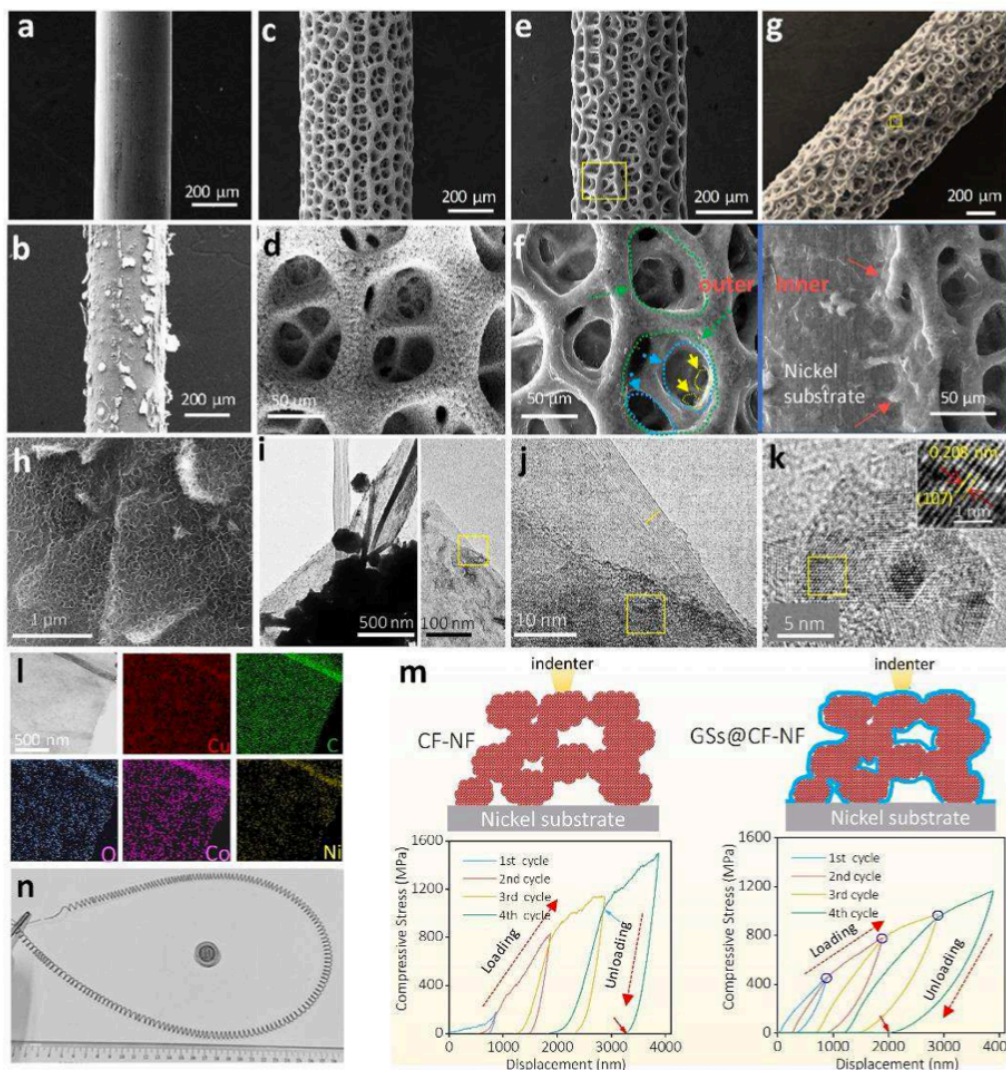 a
200 µm
c
200 µm
e
200 µm
g
200 µm
b
200 µm
d
50 µm
f
outer
inner
50 µm
Nickel
substrate
50 µm
h
1 µm
i
500 nm
100 nm
j
10 nm
k
0.208 nm
(107)
1 nm
5 nm
l
500 nm
Cu
C
O
Co
Ni
m
indenter
CF-NF
Nickel substrate
indenter
GSs@CF-NF
Nickel substrate
1600
1200
800
400
0
Compressive Stress (MPa)
1st cycle
2nd cycle
3rd cycle
4th cycle
Loading
Unloading
0 1000 2000 3000 4000
Displacement (nm)
1600
1200
800
400
0
Compressive Stress (MPa)
1st cycle
2nd cycle
3rd cycle
4th cycle
Loading
Unloading
0 1000 2000 3000 400
Displacement (nm)
n